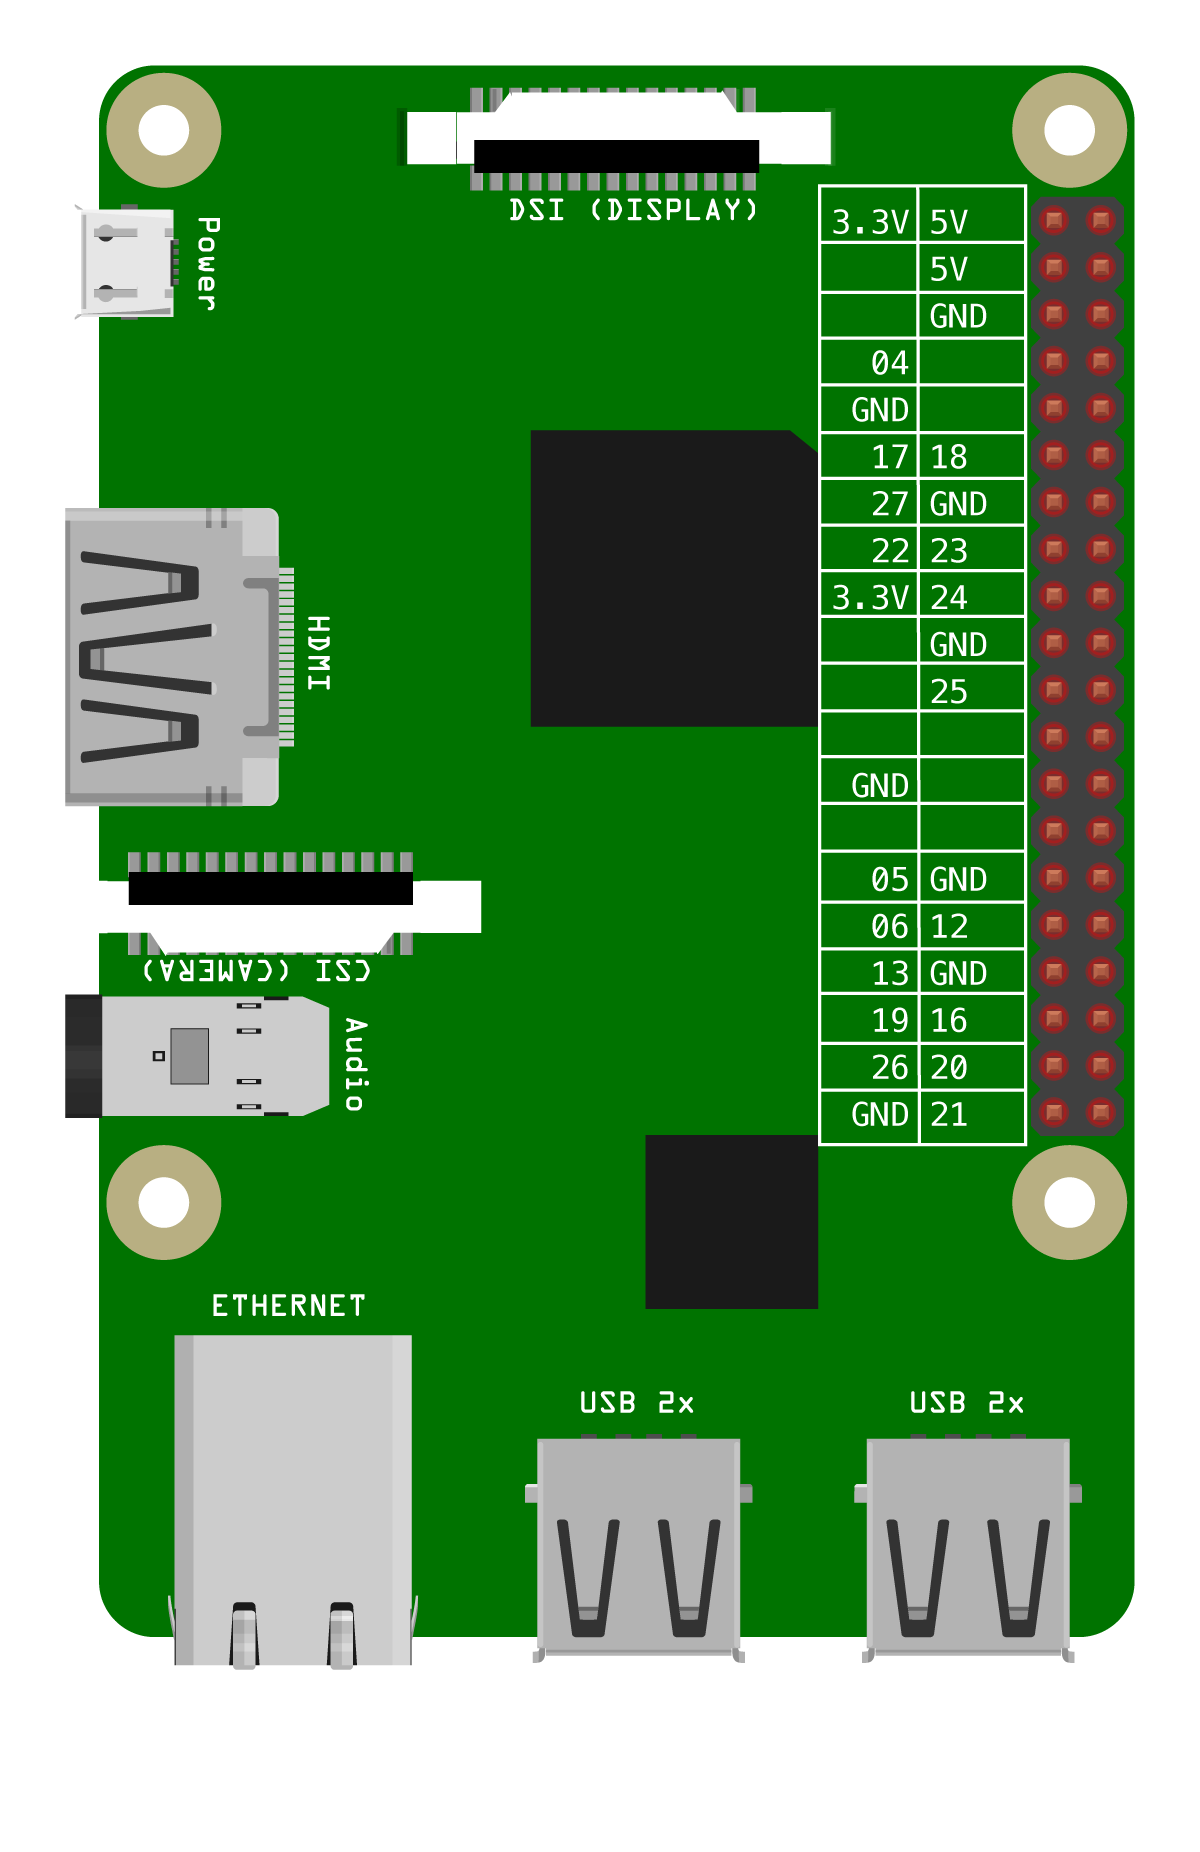 DSI (DISPLAY)
Power
3.3V 5V
5V
GND
04
GND
17 18
27 GND
22 23
3.3V 24
GND
25
GND
05 GND
06 12
13 GND
19 16
26 20
GND 21
HDMI
CSI (CAMERA)
Audio
ETHERNET
USB 2x
USB 2x